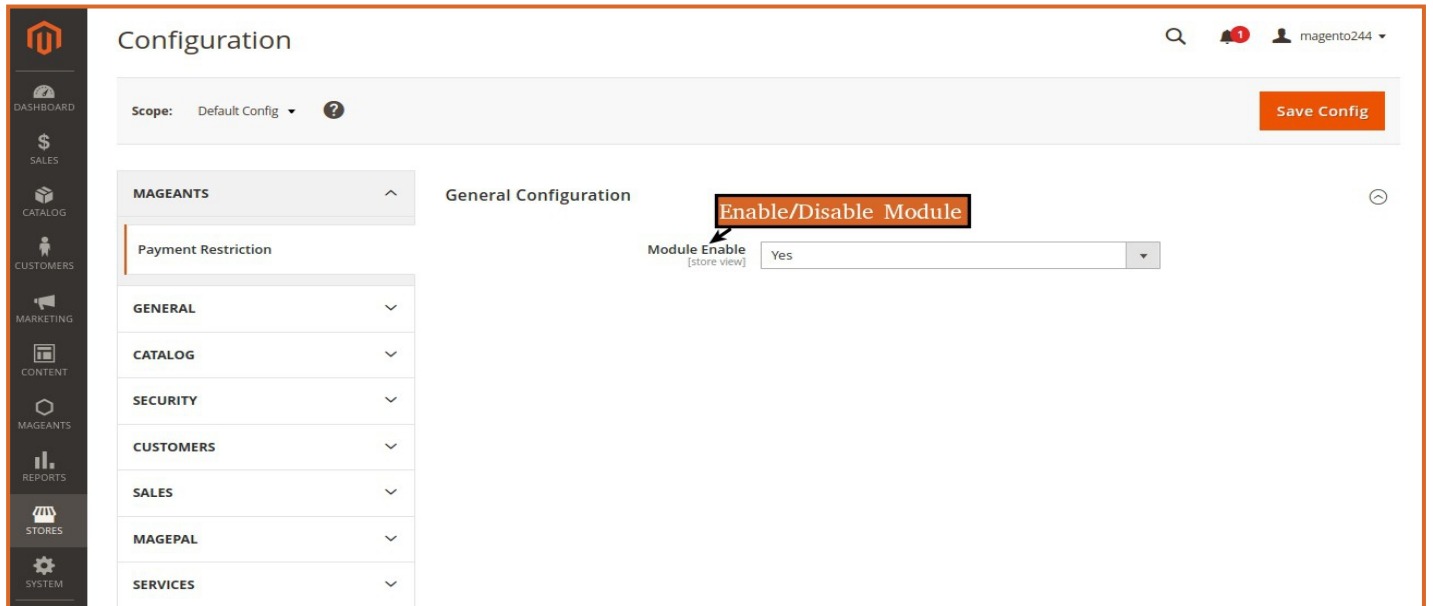 Configuration
1
magento244
DASHBOARD
SALES
CATALOG
CUSTOMERS
MARKETING
CONTENT
MAGEANTS
REPORTS
STORES
SYSTEM
Scope: Default Config ?
Save Config
MAGEANTS
Payment Restriction
GENERAL
CATALOG
SECURITY
CUSTOMERS
SALES
MAGEPAL
SERVICES
General Configuration
Enable/Disable Module
Module Enable
[store view]
Yes